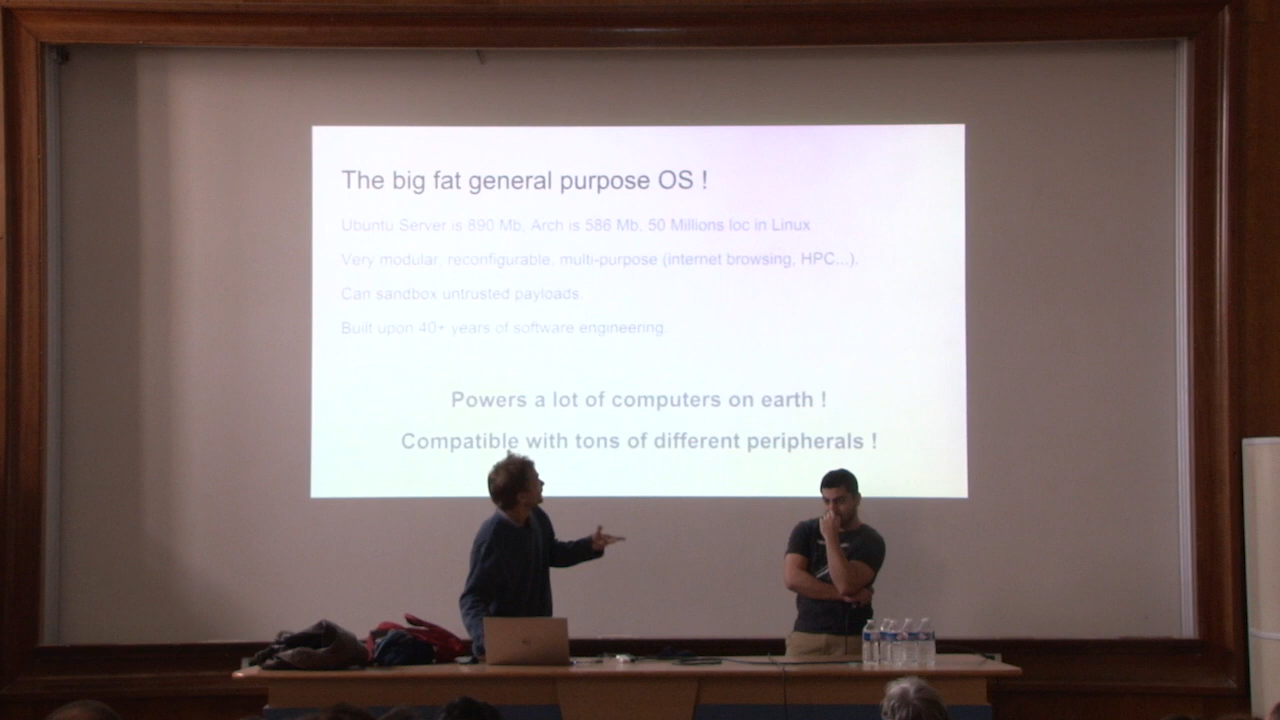 The big fat general purpose OS !
Ubuntu Server is 890 Mb, Arch is 586 Mb. 50 Millions loc in Linux
Very modular, reconfigurable, multi-purpose (internet browsing, HPC...).
Can sandbox untrusted payloads.
Built upon 40+ years of software engineering.
Powers a lot of computers on earth !
Compatible with tons of different peripherals !